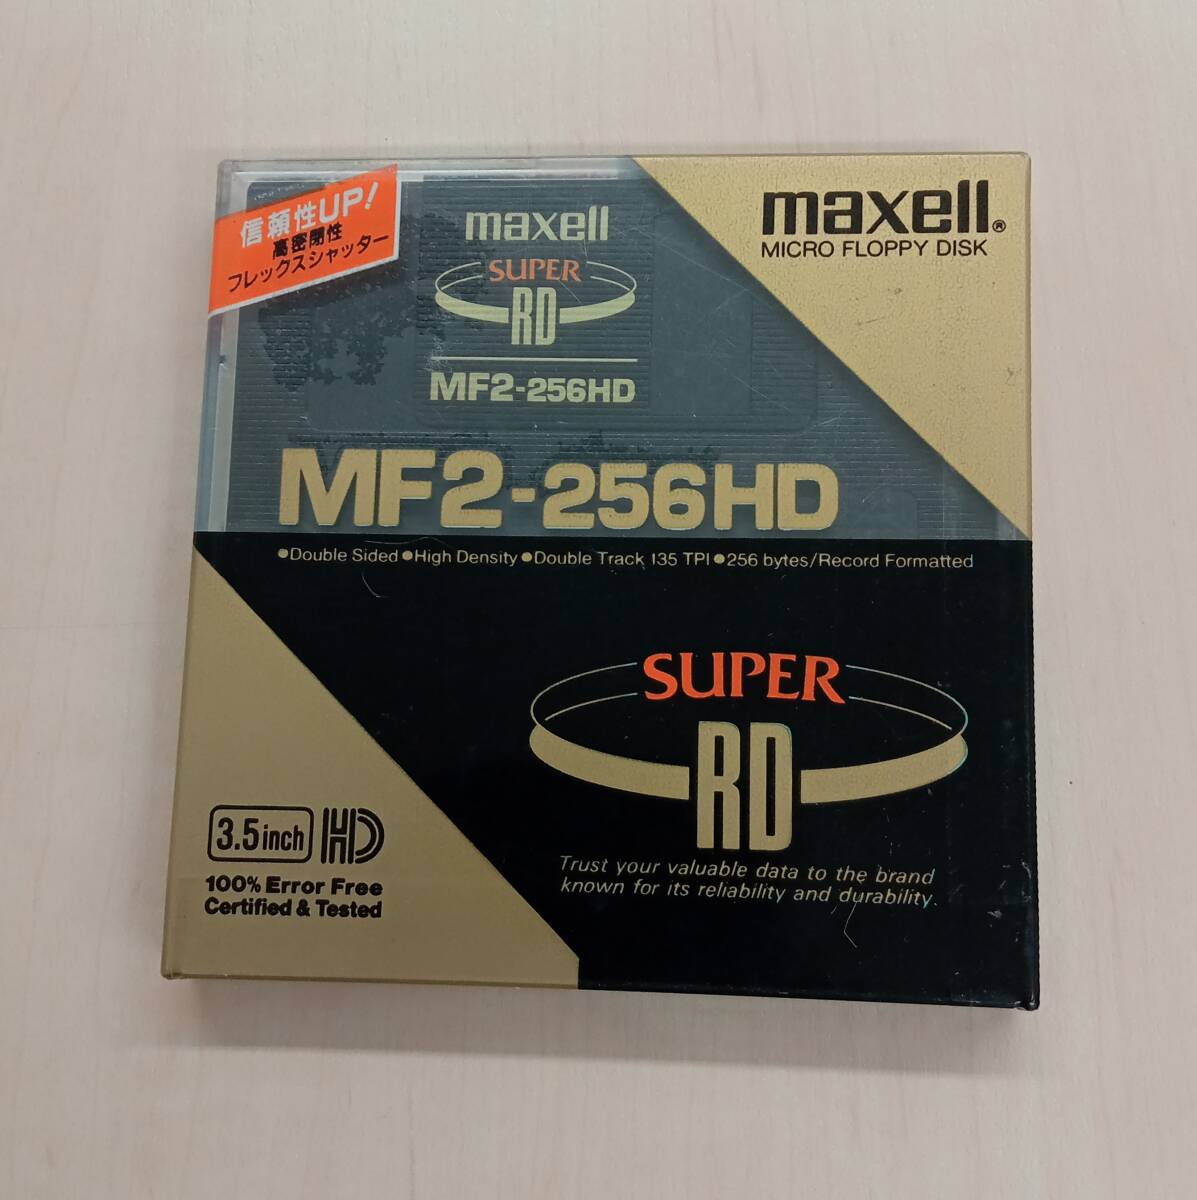 信頼性UP!
高密閉性
フレックスシャッター
maxell
SUPER
RD
MF2-256HD
maxell®
MICRO FLOPPY DISK
MF2-256HD
●Double Sided ●High Density ●Double Track 135 TPI ●256 bytes/Record Formatted
SUPER
RD
Trust your valuable data to the brand
known for its reliability and durability.
3.5inch HD
100% Error Free
Certified & Tested